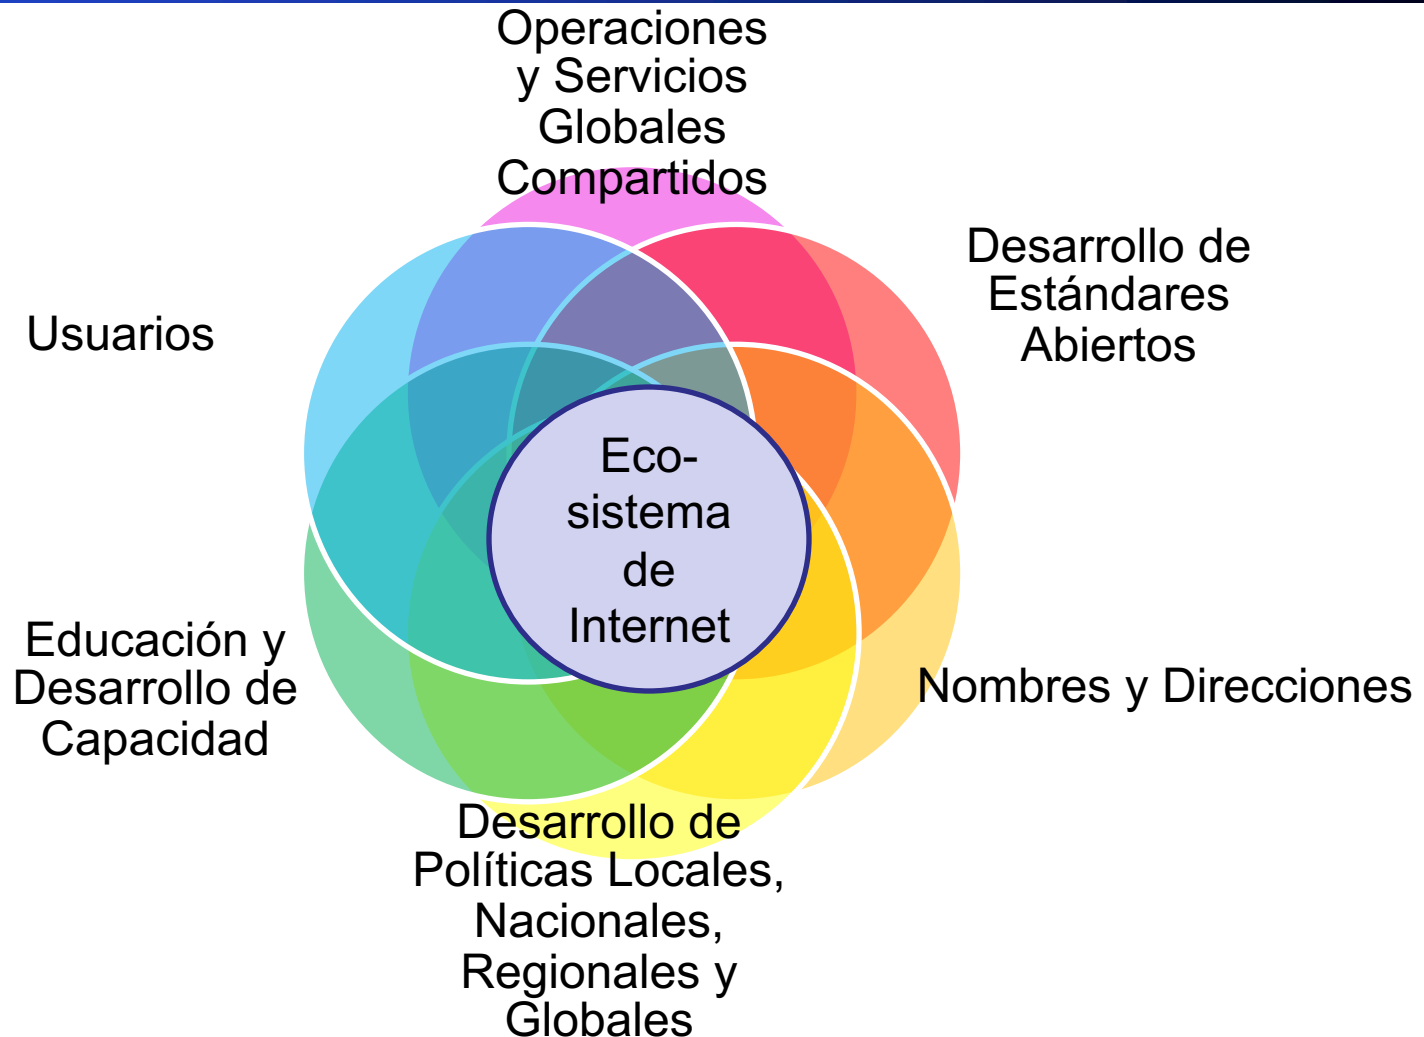 Operaciones
y Servicios
Globales
Compartidos
Desarrollo de
Estándares
Abiertos
Usuarios
Eco-
sistema
de
Internet
Educación y
Desarrollo de
Capacidad
Nombres y Direcciones
Desarrollo de
Políticas Locales,
Nacionales,
Regionales y
Globales